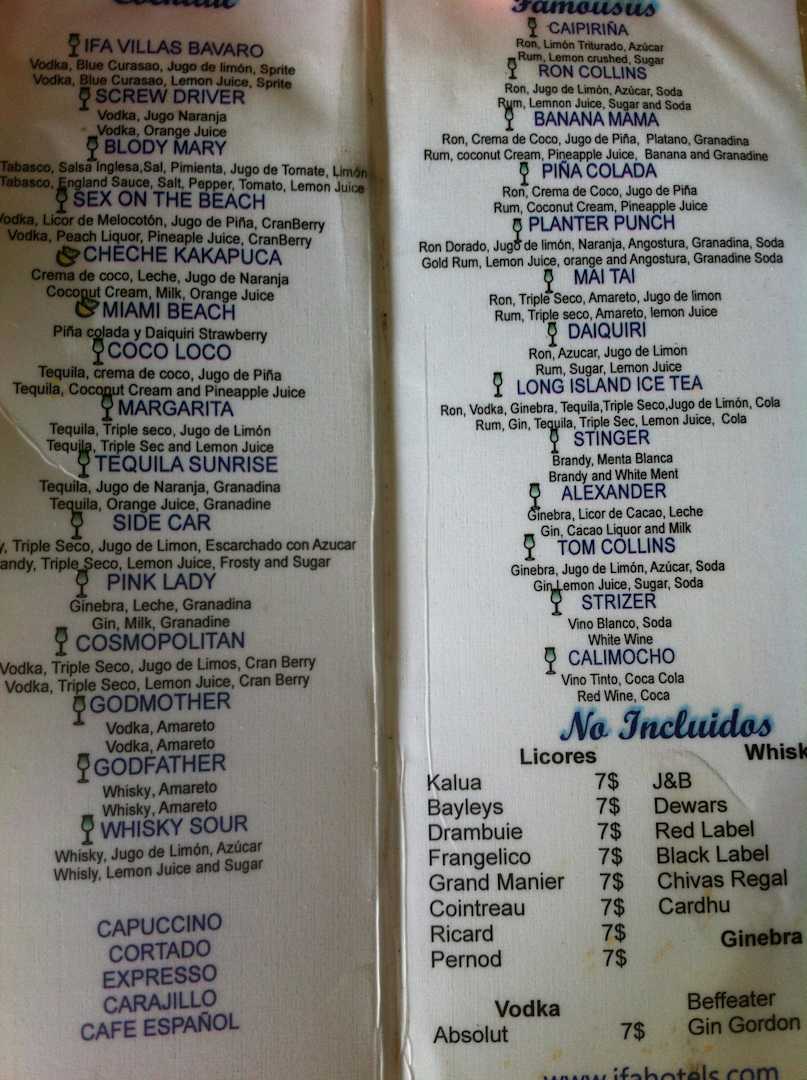 Cocktail
IFA VILLAS BAVARO
Vodka, Blue Curasao, Jugo de limón, Sprite
Vodka, Blue Curasao, Lemon Juice, Sprite
SCREW DRIVER
Vodka, Jugo Naranja
Vodka, Orange Juice
BLODY MARY
Tabasco, Salsa Inglesa,Sal, Pimienta, Jugo de Tomate, Limón
Tabasco, England Sauce, Salt, Pepper, Tomato, Lemon Juice
SEX ON THE BEACH
Vodka, Licor de Melocotón, Jugo de Piña, CranBerry
Vodka, Peach Liquor, Pineaple Juice, CranBerry
CHECHE KAKAPUCA
Crema de coco, Leche, Jugo de Naranja
Coconut Cream, Milk, Orange Juice
MIAMI BEACH
Piña colada y Daiquiri Strawberry
COCO LOCO
Tequila, crema de coco, Jugo de Piña
Tequila, Coconut Cream and Pineapple Juice
MARGARITA
Tequila, Triple seco, Jugo de Limón
Tequila, Triple Sec and Lemon Juice
TEQUILA SUNRISE
Tequila, Jugo de Naranja, Granadina
Tequila, Orange Juice, Granadine
SIDE CAR
y, Triple Seco, Jugo de Limon, Escarchado con Azucar
andy, Triple Seco, Lemon Juice, Frosty and Sugar
PINK LADY
Ginebra, Leche, Granadina
Gin, Milk, Granadine
COSMOPOLITAN
Vodka, Triple Seco, Jugo de Limos, Cran Berry
Vodka, Triple Seco, Lemon Juice, Cran Berry
GODMOTHER
Vodka, Amareto
Vodka, Amareto
GODFATHER
Whisky, Amareto
Whisky, Amareto
WHISKY SOUR
Whisky, Jugo de Limón, Azúcar
Whisly, Lemon Juice and Sugar
CAPUCCINO
CORTADO
EXPRESSO
CARAJILLO
CAFE ESPAÑOL
Famousus
CAIPIRIÑA
Ron, Limón Triturado, Azúcar
Rum, Lemon crushed, Sugar
RON COLLINS
Ron, Jugo de Limón, Azúcar, Soda
Rum, Lemnon Juice, Sugar and Soda
BANANA MAMA
Ron, Crema de Coco, Jugo de Piña, Platano, Granadina
Rum, coconut Cream, Pineapple Juice, Banana and Granadine
PIÑA COLADA
Ron, Crema de Coco, Jugo de Piña
Rum, Coconut Cream, Pineapple Juice
PLANTER PUNCH
Ron Dorado, Jugo de limón, Naranja, Angostura, Granadina, Soda
Gold Rum, Lemon Juice, orange and Angostura, Granadine Soda
MAI TAI
Ron, Triple Seco, Amareto, Jugo de limon
Rum, Triple seco, Amareto, lemon Juice
DAIQUIRI
Ron, Azucar, Jugo de Limon
Rum, Sugar, Lemon Juice
LONG ISLAND ICE TEA
Ron, Vodka, Ginebra, Tequila,Triple Seco,Jugo de Limón, Cola
Rum, Gin, Tequila, Triple Sec, Lemon Juice, Cola
STINGER
Brandy, Menta Blanca
Brandy and White Ment
ALEXANDER
Ginebra, Licor de Cacao, Leche
Gin, Cacao Liquor and Milk
TOM COLLINS
Ginebra, Jugo de Limón, Azúcar, Soda
Gin,Lemon Juice, Sugar, Soda
STRIZER
Vino Blanco, Soda
White Wine
CALIMOCHO
Vino Tinto, Coca Cola
Red Wine, Coca
No Incluidos
Licores
Kalua 7$
Bayleys 7$
Drambuie 7$
Frangelico 7$
Grand Manier 7$
Cointreau 7$
Ricard 7$
Pernod 7$
Vodka
Absolut 7$
Whisk
J&B
Dewars
Red Label
Black Label
Chivas Regal
Cardhu
Ginebra
Beffeater
Gin Gordon
www.ifahotels.com